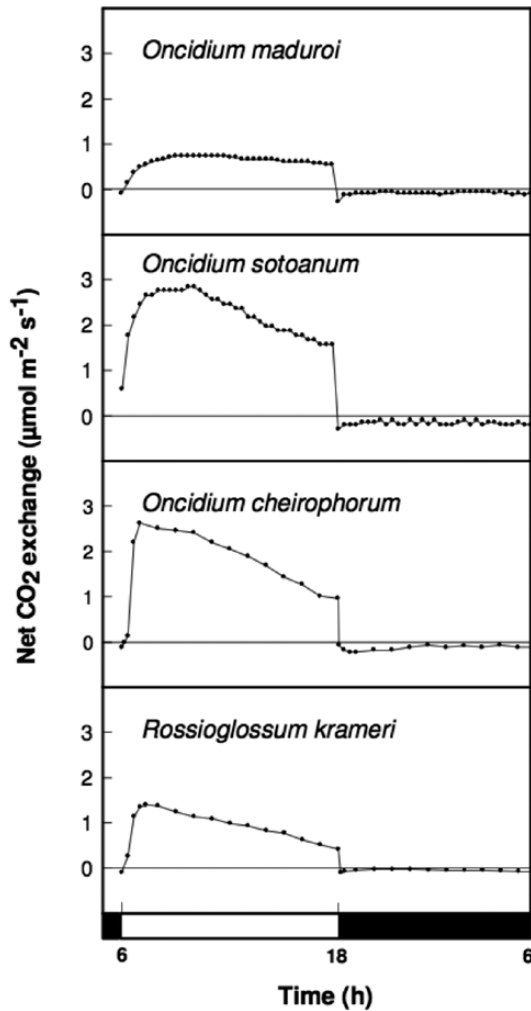 3
2
1
0
Oncidium maduroi
3
2
1
0
Oncidium sotoanum
3
2
1
0
Oncidium cheirophorum
3
2
1
0
Rossioglossum krameri
Net CO2 exchange (µmol m-2 s-1)
6 18 6
Time (h)